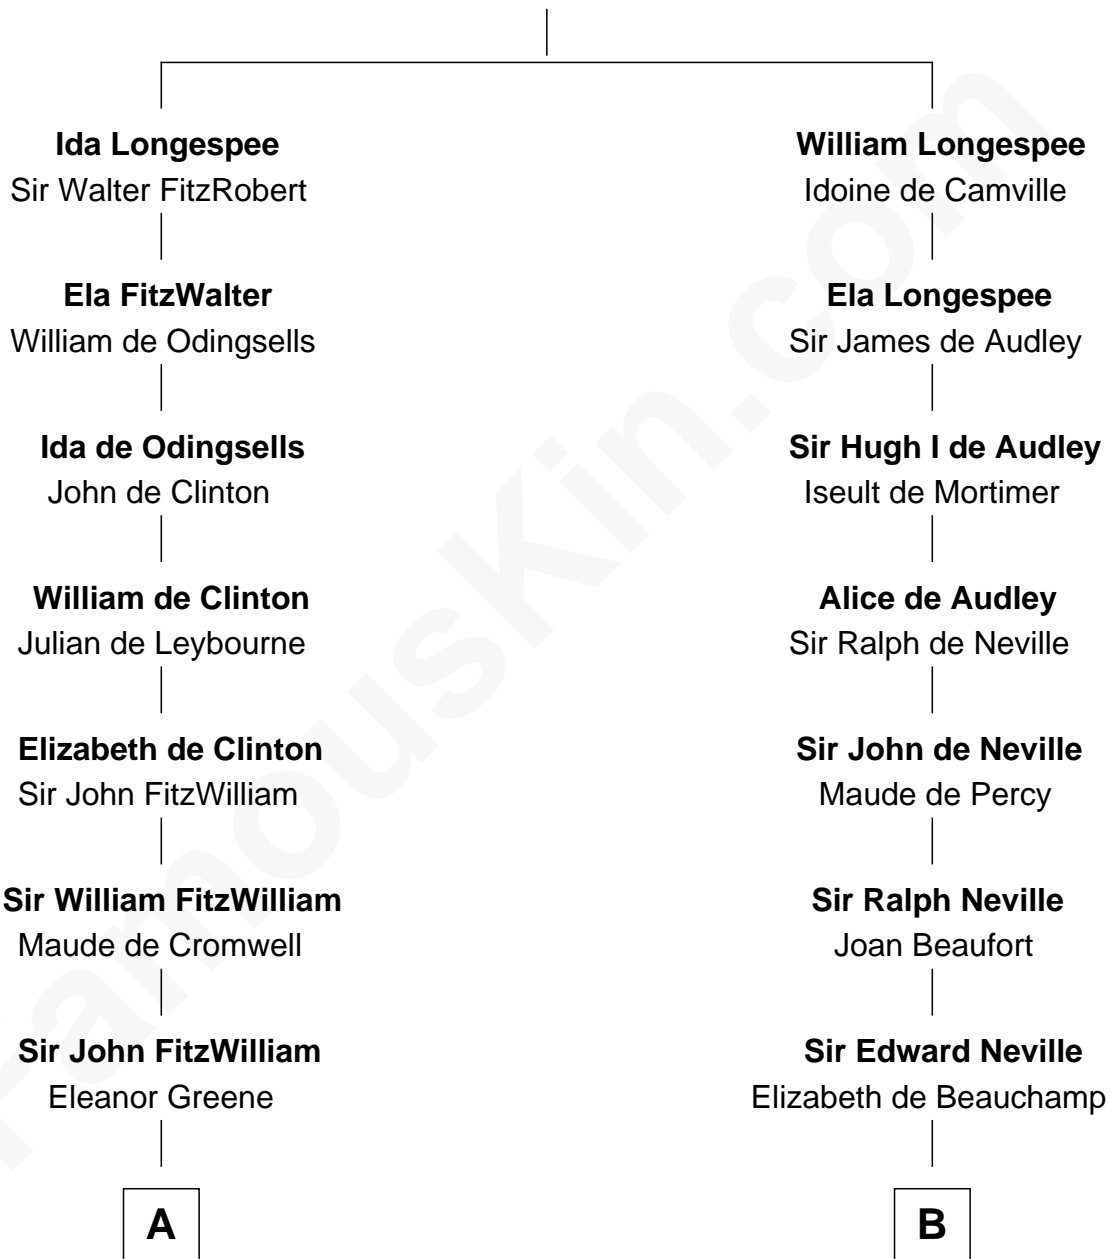 Ida Longespee
Sir Walter FitzRobert
Ela FitzWalter
William de Odingsells
Ida de Odingsells
John de Clinton
William de Clinton
Julian de Leybourne
Elizabeth de Clinton
Sir John FitzWilliam
Sir William FitzWilliam
Maude de Cromwell
Sir John FitzWilliam
Eleanor Greene
A
William Longespee
Idoine de Camville
Ela Longespee
Sir James de Audley
Sir Hugh I de Audley
Iseult de Mortimer
Alice de Audley
Sir Ralph de Neville
Sir John de Neville
Maude de Percy
Sir Ralph Neville
Joan Beaufort
Sir Edward Neville
Elizabeth de Beauchamp
B
FamousKin.com